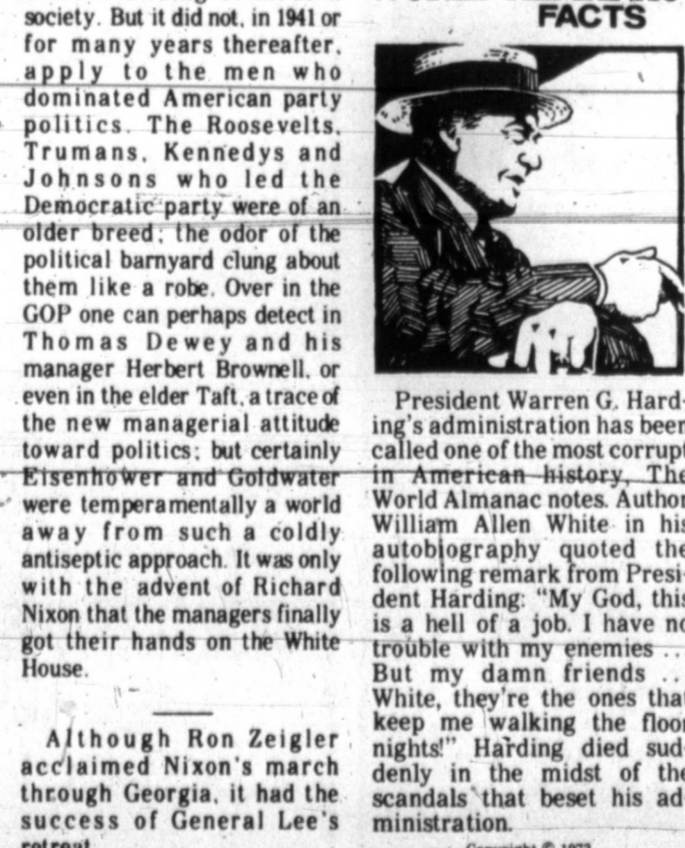 society. But it did not, in 1941 or
for many years thereafter,
apply to the men who
dominated American party
politics. The Roosevelts,
Trumans, Kennedys and
Johnsons who led the
Democratic party were of an
older breed; the odor of the
political barnyard clung about
them like a robe. Over in the
GOP one can perhaps detect in
Thomas Dewey and his
manager Herbert Brownell, or
even in the elder Taft, a trace of
the new managerial attitude
toward politics; but certainly
Eisenhower and Goldwater
were temperamentally a world
away from such a coldly
antiseptic approach. It was only
with the advent of Richard
Nixon that the managers finally
got their hands on the White
House.
Although Ron Zeigler
acclaimed Nixon's march
through Georgia, it had the
success of General Lee's
retreat
FACTS
President Warren G. Hard-
ing's administration has been
called one of the most corrupt
in American history, The
World Almanac notes. Author
William Allen White in his
autobiography quoted the
following remark from Presi-
dent Harding: "My God, this
is a hell of a job. I have no
trouble with my enemies ..
But my damn friends ..
White, they're the ones that
keep me walking the floor
nights!" Harding died sud-
denly in the midst of the
scandals that beset his ad-
ministration.
Copyright © 1973